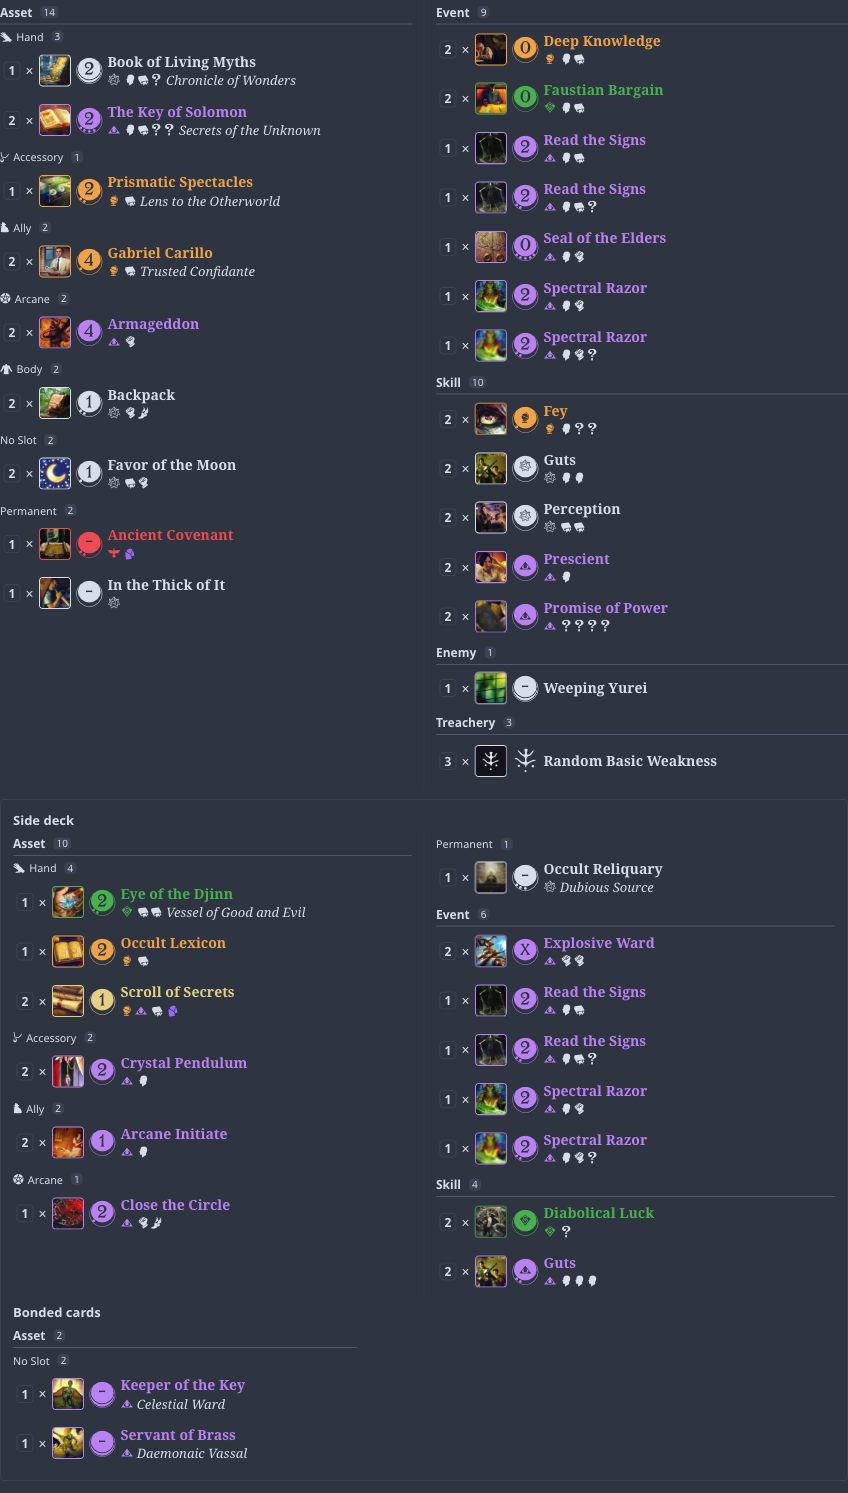 Asset 14
Hand 3
1 × 2 Book of Living Myths
Chronicle of Wonders
2 × 2 The Key of Solomon
Secrets of the Unknown
Accessory 1
1 × 2 Prismatic Spectacles
Lens to the Otherworld
Ally 2
2 × 4 Gabriel Carillo
Trusted Confidante
Arcane 2
2 × 4 Armageddon
Body 2
2 × 1 Backpack
No Slot 2
2 × 1 Favor of the Moon
Permanent 2
1 × – Ancient Covenant
1 × – In the Thick of It
Event 9
2 × 0 Deep Knowledge
2 × 0 Faustian Bargain
1 × 2 Read the Signs
1 × 2 Read the Signs
1 × 0 Seal of the Elders
1 × 2 Spectral Razor
1 × 2 Spectral Razor
Skill 10
2 × Fey
2 × Guts
2 × Perception
2 × Prescient
2 × Promise of Power
Enemy 1
1 × – Weeping Yurei
Treachery 3
3 × Random Basic Weakness
Side deck
Asset 10
Hand 4
1 × 2 Eye of the Djinn
Vessel of Good and Evil
1 × 2 Occult Lexicon
2 × 1 Scroll of Secrets
Accessory 2
2 × 2 Crystal Pendulum
Ally 2
2 × 1 Arcane Initiate
Arcane 1
1 × 2 Close the Circle
Permanent 1
1 × – Occult Reliquary
Dubious Source
Event 6
2 × X Explosive Ward
1 × 2 Read the Signs
1 × 2 Read the Signs
1 × 2 Spectral Razor
1 × 2 Spectral Razor
Skill 4
2 × Diabolical Luck
2 × Guts
Bonded cards
Asset 2
No Slot 2
1 × – Keeper of the Key
Celestial Ward
1 × – Servant of Brass
Daemonaic Vassal